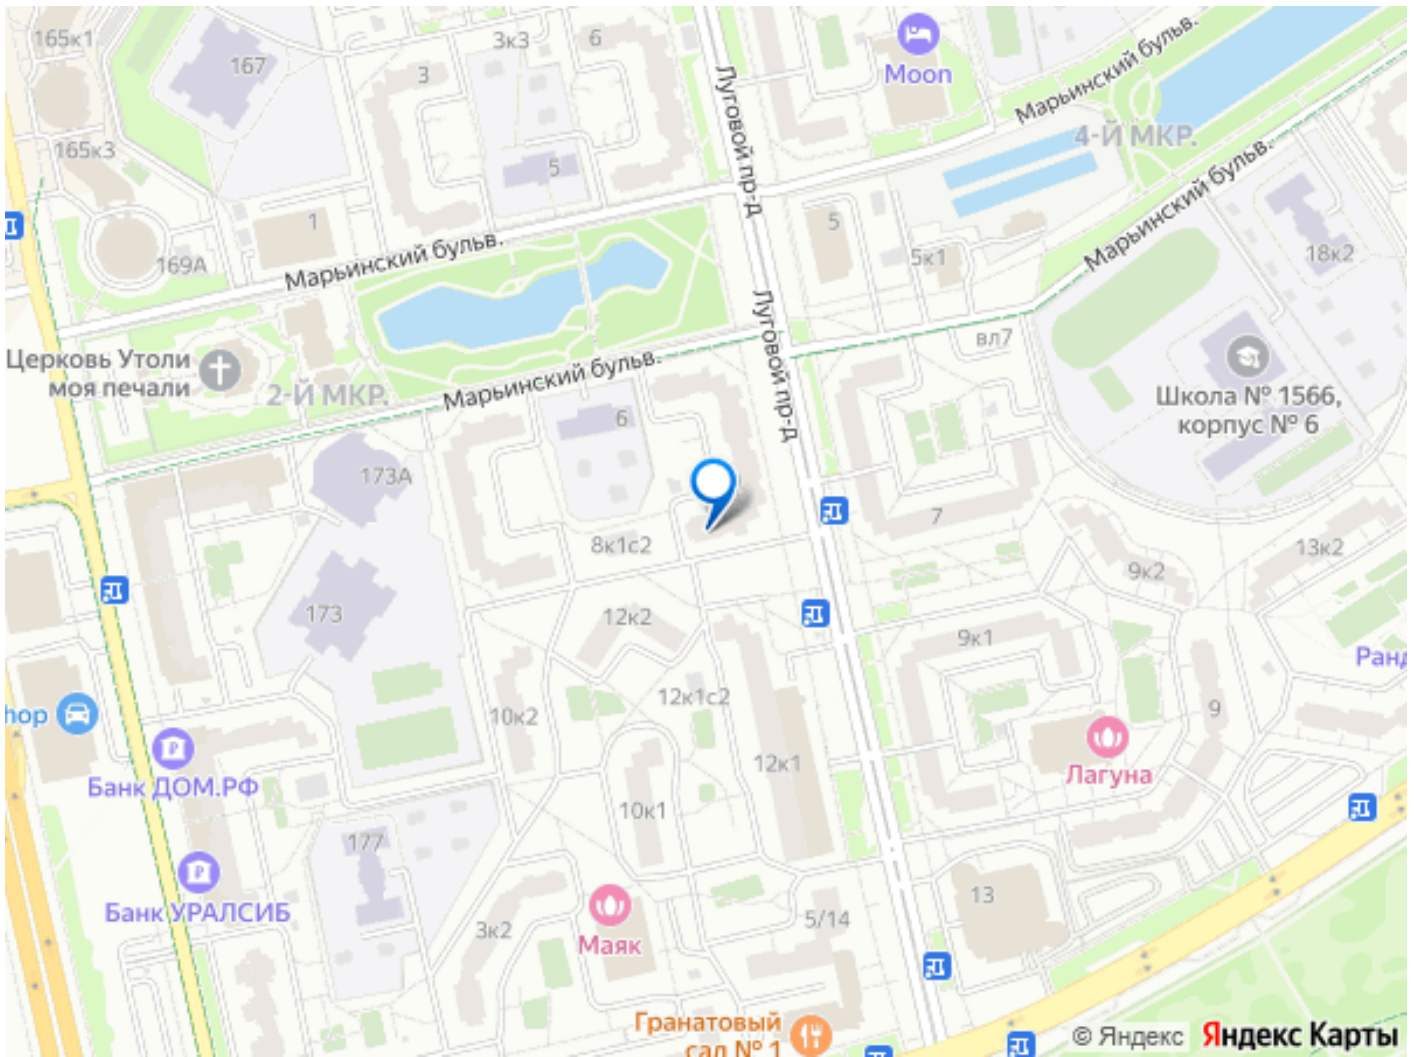 165к1
167
3к3
6
3
Moon
Луговой пр-д
Марьинский бульв.
4-Й МКР.
165к3
5
1
169А
Марьинский бульв.
5
5к1
Марьинский бульв.
18к2
Луговой пр-д
вл7
Церковь Утоли
моя печали
2-Й МКР.
Марьинский бульв.
Школа № 1566,
корпус № 6
6
173А
7
8к1с2
13к2
9к2
173
12к2
9к1
Ранд
12к1с2
10к2
hop
9
Банк ДОМ.РФ
12к1
Лагуна
10к1
177
Банк УРАЛСИБ
13
3к2
Маяк
5/14
Гранатовый
сад № 1
© Яндекс Яндекс Карты